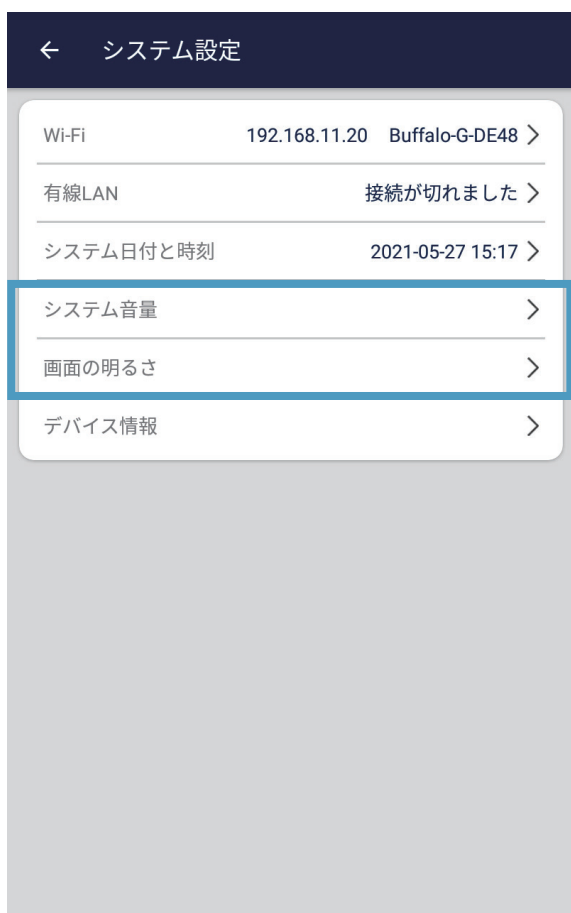 ← システム設定
Wi-Fi 192.168.11.20 Buffalo-G-DE48
有線LAN 接続が切れました
システム日付と時刻 2021-05-27 15:17
システム音量
画面の明るさ
デバイス情報